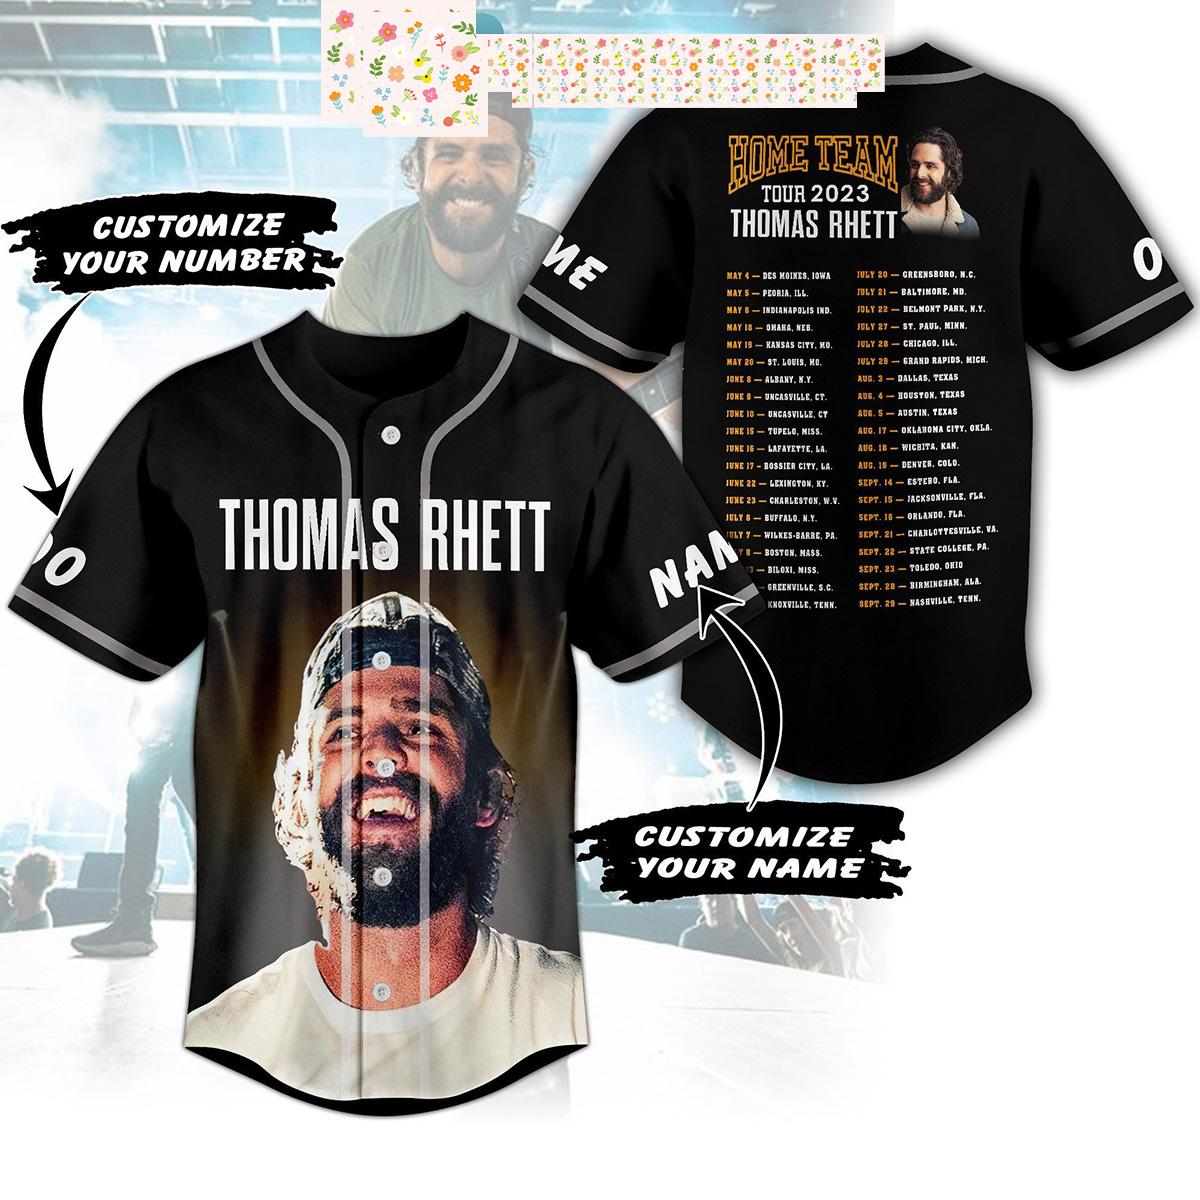 CUSTOMIZE
YOUR NUMBER
HOME TEAM
TOUR 2023
THOMAS RHETT
MAY 4 — DES MOINES, IOWA
MAY 5 — PEORIA, ILL.
MAY 6 — INDIANAPOLIS IND.
MAY 18 — OMAHA, NEB.
MAY 19 — KANSAS CITY, MO.
MAY 20 — ST. LOUIS, MO.
JUNE 8 — ALBANY, N.Y.
JUNE 9 — UNCASVILLE, CT.
JUNE 10 — UNCASVILLE, CT
JUNE 15 — TUPELO, MISS.
JUNE 16 — LAFAYETTE, LA.
JUNE 17 - BOSSIER CITY, LA.
JUNE 22 — LEXINGTON, KY.
JUNE 23 — CHARLESTON, W.V.
JULY 6 — BUFFALO, N.Y.
JULY 7 — WILKES-BARRE, PA.
8 — BOSTON, MASS.
13 — BILOXI, MISS.
GREENVILLE, S.C.
KNOXVILLE, TENN.
JULY 20 — GREENSBORO, N.C.
JULY 21 — BALTIMORE, MD.
JULY 22 — BELMONT PARK, N.Y.
JULY 27 — ST. PAUL, MINN.
JULY 28 — CHICAGO, ILL.
JULY 29 — GRAND RAPIDS, MICH.
AUG. 3 — DALLAS, TEXAS
AUG. 4 — HOUSTON, TEXAS
AUG. 5 — AUSTIN, TEXAS
AUG. 17 — OKLAHOMA CITY, OKLA.
AUG. 18 — WICHITA, KAN.
AUG. 19 — DENVER, COLO.
SEPT. 14 — ESTERO, FLA.
SEPT. 15 — JACKSONVILLE, FLA.
SEPT. 16 — ORLANDO, FLA.
SEPT. 21 — CHARLOTTESVILLE, VA.
SEPT. 22 — STATE COLLEGE, PA.
SEPT. 23 — TOLEDO, OHIO
SEPT. 28 — BIRMINGHAM, ALA.
SEPT. 29 — NASHVILLE, TENN.
THOMAS RHETT
CUSTOMIZE
YOUR NAME